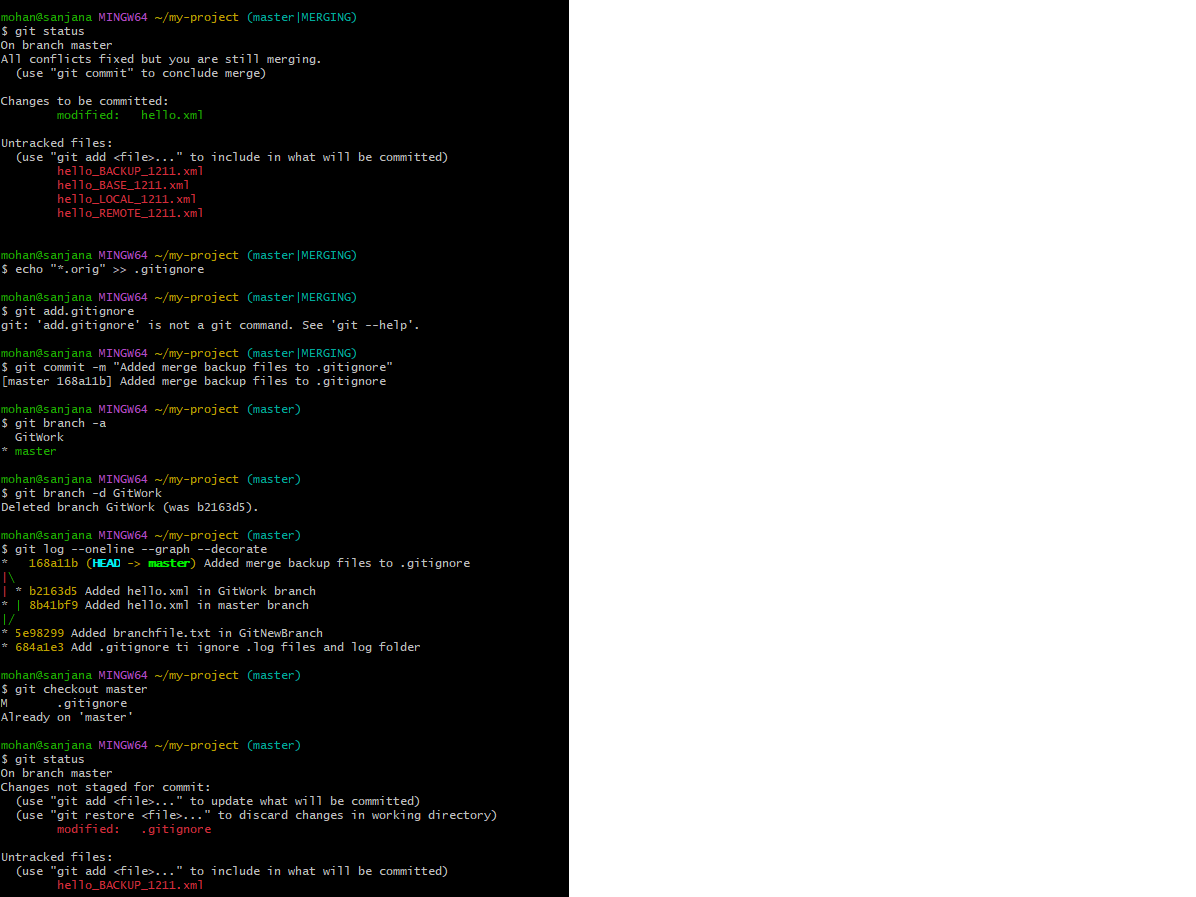 mohan@sanjana MINGW64 ~/my-project (master|MERGING)
$ git status
On branch master
All conflicts fixed but you are still merging.
  (use "git commit" to conclude merge)

Changes to be committed:
        modified:   hello.xml

Untracked files:
  (use "git add <file>..." to include in what will be committed)
        hello_BACKUP_1211.xml
        hello_BASE_1211.xml
        hello_LOCAL_1211.xml
        hello_REMOTE_1211.xml

mohan@sanjana MINGW64 ~/my-project (master|MERGING)
$ echo "*.orig" >> .gitignore

mohan@sanjana MINGW64 ~/my-project (master|MERGING)
$ git add.gitignore
git: 'add.gitignore' is not a git command. See 'git --help'.

mohan@sanjana MINGW64 ~/my-project (master|MERGING)
$ git commit -m "Added merge backup files to .gitignore"
[master 168a11b] Added merge backup files to .gitignore

mohan@sanjana MINGW64 ~/my-project (master)
$ git branch -a
  GitWork
* master

mohan@sanjana MINGW64 ~/my-project (master)
$ git branch -d GitWork
Deleted branch GitWork (was b2163d5).

mohan@sanjana MINGW64 ~/my-project (master)
$ git log --oneline --graph --decorate
*   168a11b (HEAD -> master) Added merge backup files to .gitignore
|\
| * b2163d5 Added hello.xml in GitWork branch
* | 8b41bf9 Added hello.xml in master branch
|/
* 5e98299 Added branchfile.txt in GitNewBranch
* 684a1e3 Add .gitignore ti ignore .log files and log folder

mohan@sanjana MINGW64 ~/my-project (master)
$ git checkout master
M       .gitignore
Already on 'master'

mohan@sanjana MINGW64 ~/my-project (master)
$ git status
On branch master
Changes not staged for commit:
  (use "git add <file>..." to update what will be committed)
  (use "git restore <file>..." to discard changes in working directory)
        modified:   .gitignore

Untracked files:
  (use "git add <file>..." to include in what will be committed)
        hello_BACKUP_1211.xml